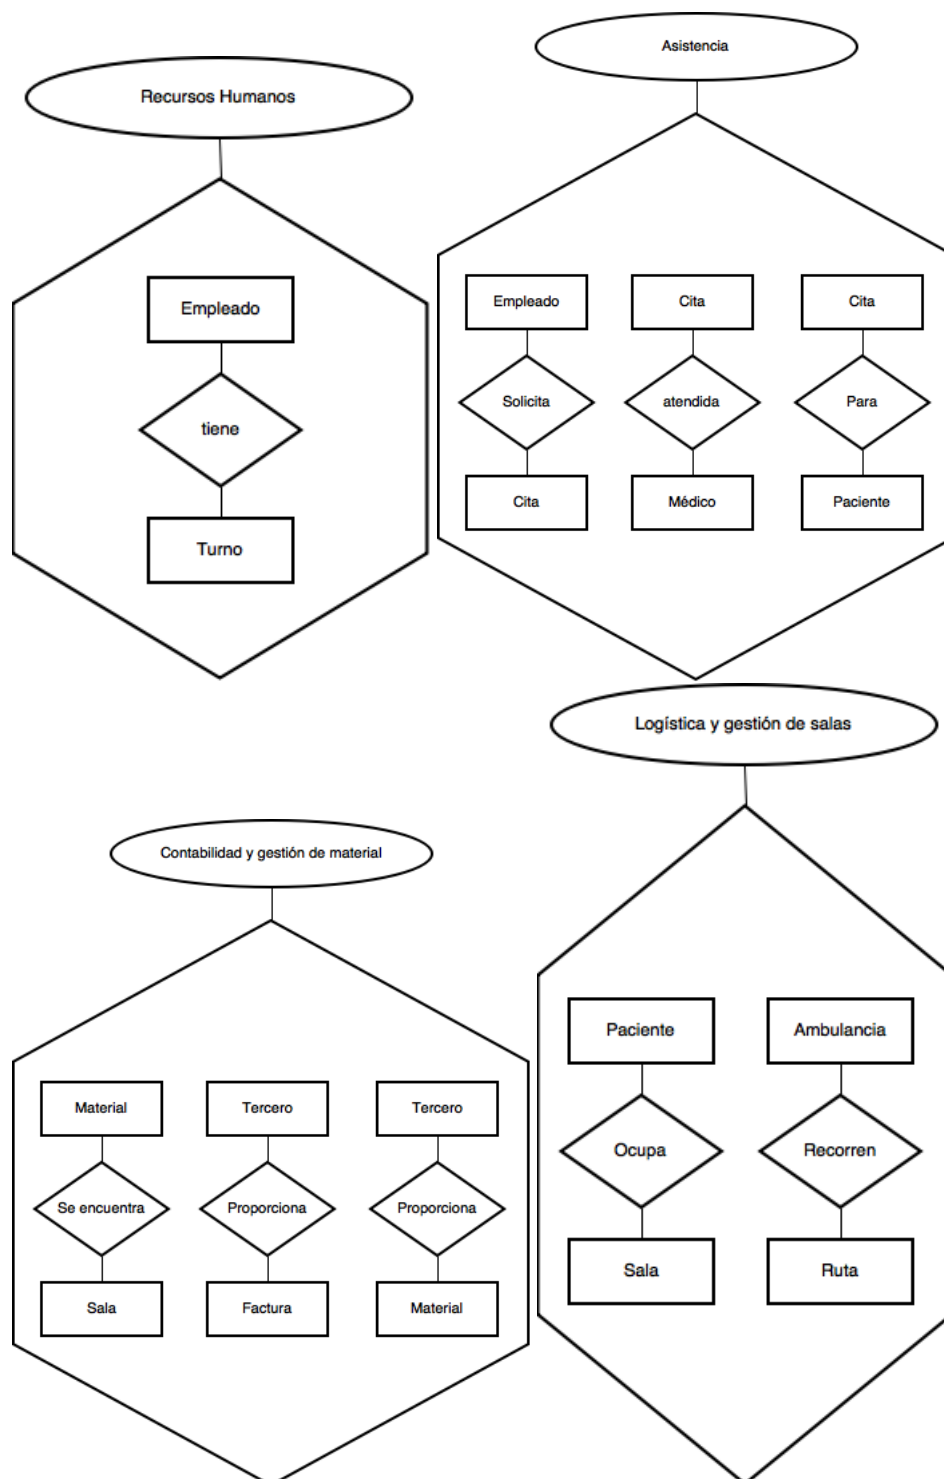 Recursos Humanos
Empleado
tiene
Turno
Asistencia
Empleado
Solicita
Cita
Cita
atendida
Médico
Cita
Para
Paciente
Contabilidad y gestión de material
Material
Se encuentra
Sala
Tercero
Proporciona
Factura
Tercero
Proporciona
Material
Logística y gestión de salas
Paciente
Ocupa
Sala
Ambulancia
Recorren
Ruta